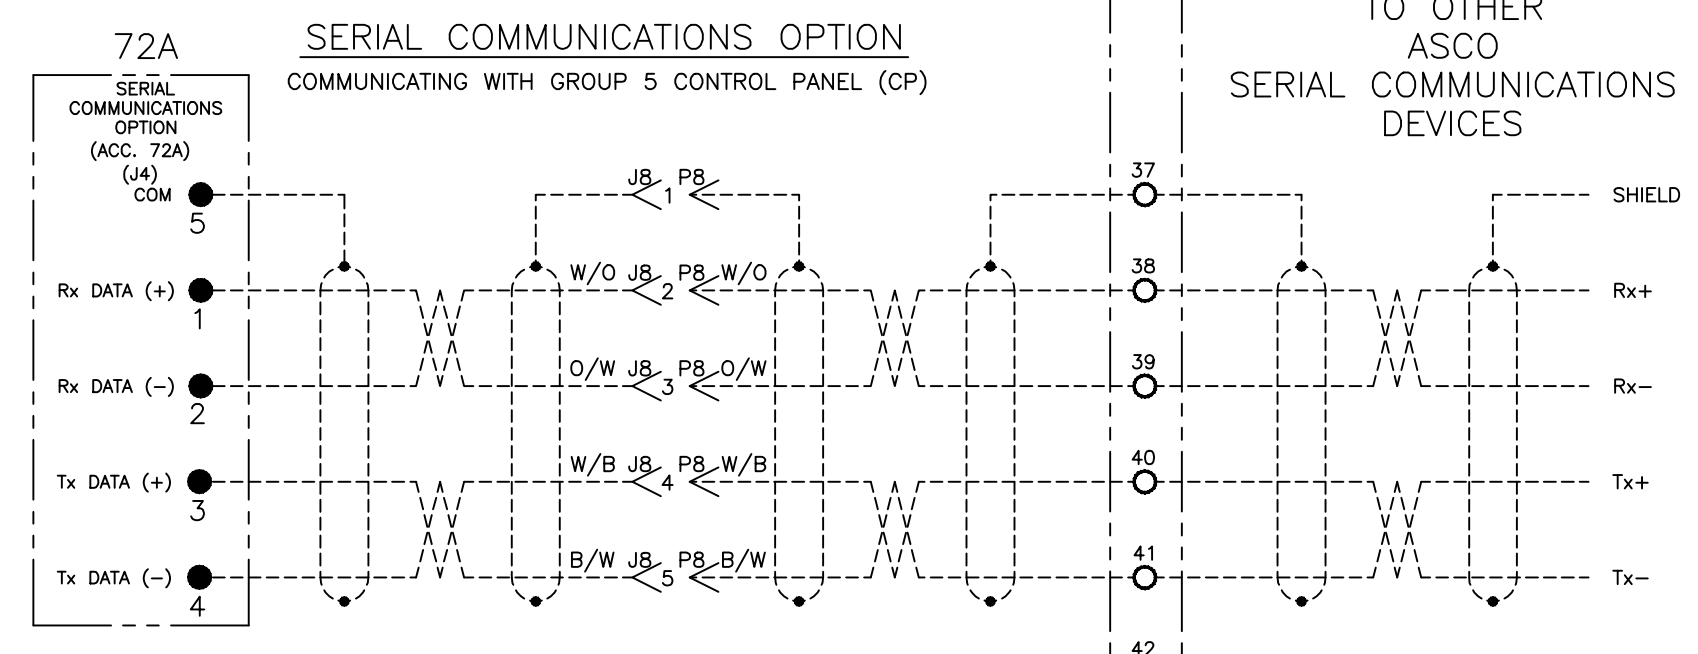 72A
SERIAL COMMUNICATIONS OPTION
COMMUNICATING WITH GROUP 5 CONTROL PANEL (CP)
TO OTHER
ASCO
SERIAL COMMUNICATIONS
DEVICES
SERIAL
COMMUNICATIONS
OPTION
(ACC. 72A)
(J4)
COM
5
J8 1 P8
37
SHIELD
Rx DATA (+)
1
W/O J8 2 P8 W/O
38
Rx+
Rx DATA (-)
2
O/W J8 3 P8 O/W
39
Rx-
Tx DATA (+)
3
W/B J8 4 P8 W/B
40
Tx+
Tx DATA (-)
4
B/W J8 5 P8 B/W
41
Tx-
42